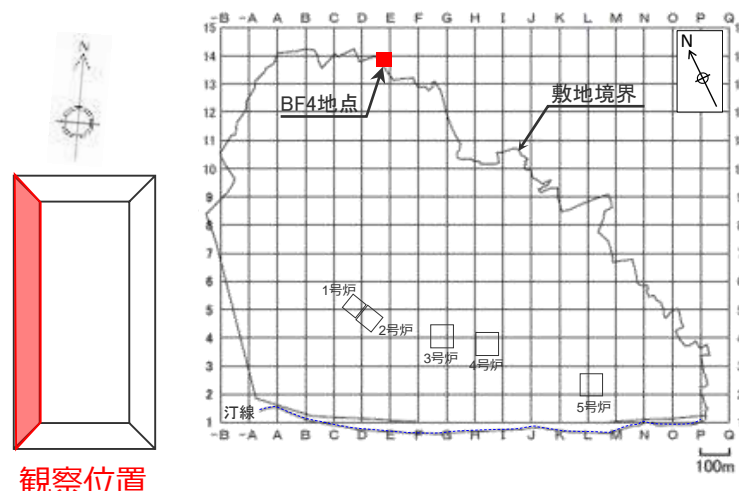 -B -A A B C D E F G H I J K L M N O P Q
15
14
13
12
11
10
9
8
7
6
5
4
3
2
1
N
N
BF4地点
敷地境界
1号炉
2号炉
3号炉
4号炉
5号炉
汀線
-B -A A B C D E F G H I J K L M N O P Q
100m
観察位置